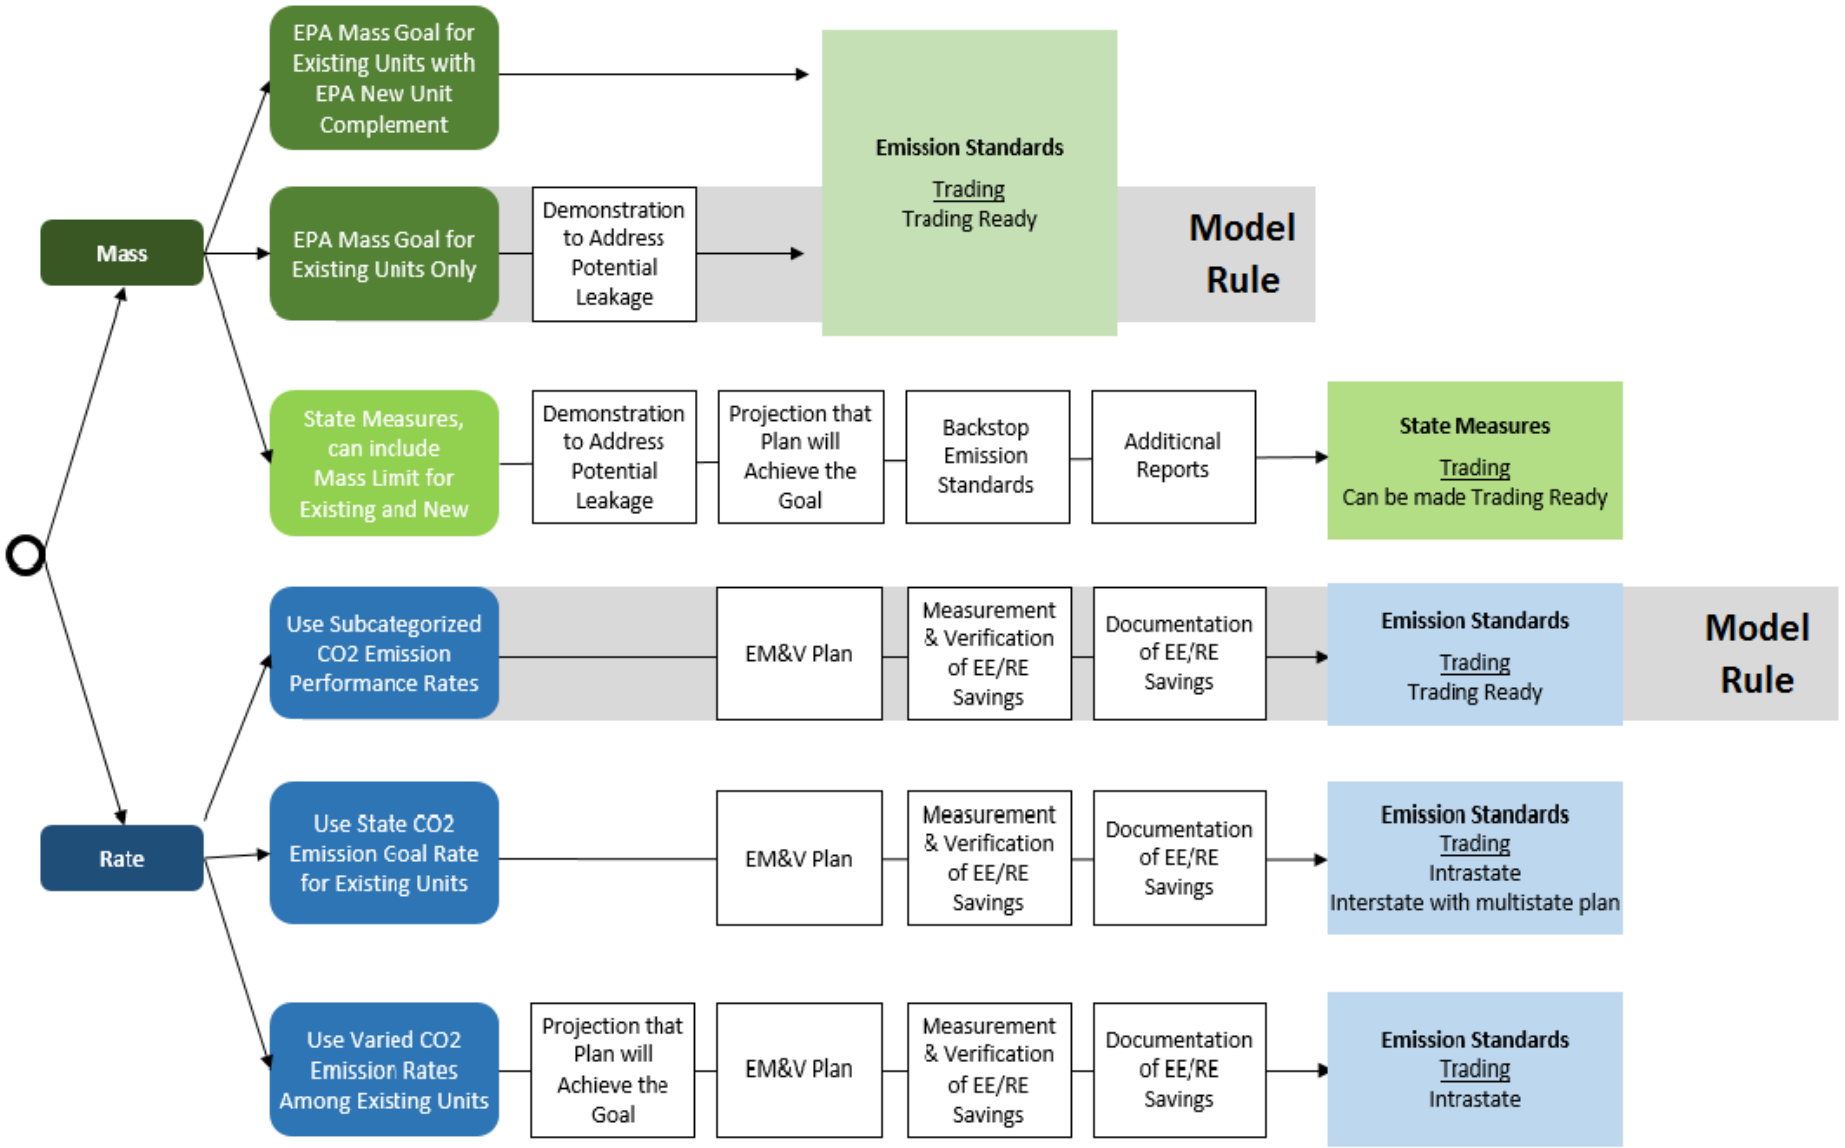 EPA Mass Goal for
Existing Units with
EPA New Unit
Complement
Emission Standards
Trading
Trading Ready
Mass
EPA Mass Goal for
Existing Units Only
Demonstration
to Address
Potential
Leakage
Model
Rule
State Measures,
can include
Mass Limit for
Existing and New
Demonstration
to Address
Potential
Leakage
Projection that
Plan will
Achieve the
Goal
Backstop
Emission
Standards
Additional
Reports
State Measures
Trading
Can be made Trading Ready
Use Subcategorized
CO2 Emission
Performance Rates
EM&V Plan
Measurement
& Verification
of EE/RE
Savings
Documentation
of EE/RE
Savings
Emission Standards
Trading
Trading Ready
Model
Rule
Rate
Use State CO2
Emission Goal Rate
for Existing Units
EM&V Plan
Measurement
& Verification
of EE/RE
Savings
Documentation
of EE/RE
Savings
Emission Standards
Trading
Intrastate
Interstate with multistate plan
Use Varied CO2
Emission Rates
Among Existing Units
Projection that
Plan will
Achieve the
Goal
EM&V Plan
Measurement
& Verification
of EE/RE
Savings
Documentation
of EE/RE
Savings
Emission Standards
Trading
Intrastate